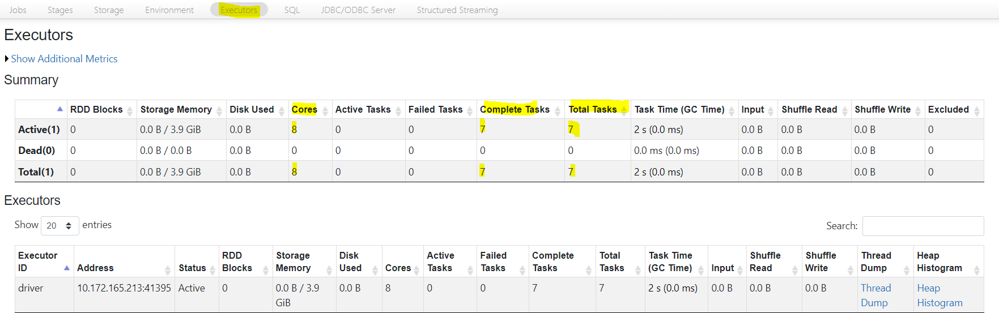 Jobs Stages Storage Environment Executors SQL JDBC/ODBC Server Structured Streaming
Executors
Show Additional Metrics
Summary
RDD Blocks Storage Memory Disk Used Cores Active Tasks Failed Tasks Complete Tasks Total Tasks Task Time (GC Time) Input Shuffle Read Shuffle Write Excluded
Active(1) 0 0.0 B / 3.9 GiB 0.0 B 8 0 0 7 7 2 s (0.0 ms) 0.0 B 0.0 B 0.0 B 0
Dead(0) 0 0.0 B / 0.0 B 0.0 B 0 0 0 0 0 0.0 ms (0.0 ms) 0.0 B 0.0 B 0.0 B 0
Total(1) 0 0.0 B / 3.9 GiB 0.0 B 8 0 0 7 7 2 s (0.0 ms) 0.0 B 0.0 B 0.0 B 0
Executors
Show 20 entries Search:
Executor ID Address Status RDD Blocks Storage Memory Disk Used Cores Active Tasks Failed Tasks Complete Tasks Total Tasks Task Time (GC Time) Input Shuffle Read Shuffle Write Thread Dump Heap Histogram
driver 10.172.165.213:41395 Active 0 0.0 B / 3.9 GiB 0.0 B 8 0 0 7 7 2 s (0.0 ms) 0.0 B 0.0 B 0.0 B Thread Dump Heap Histogram